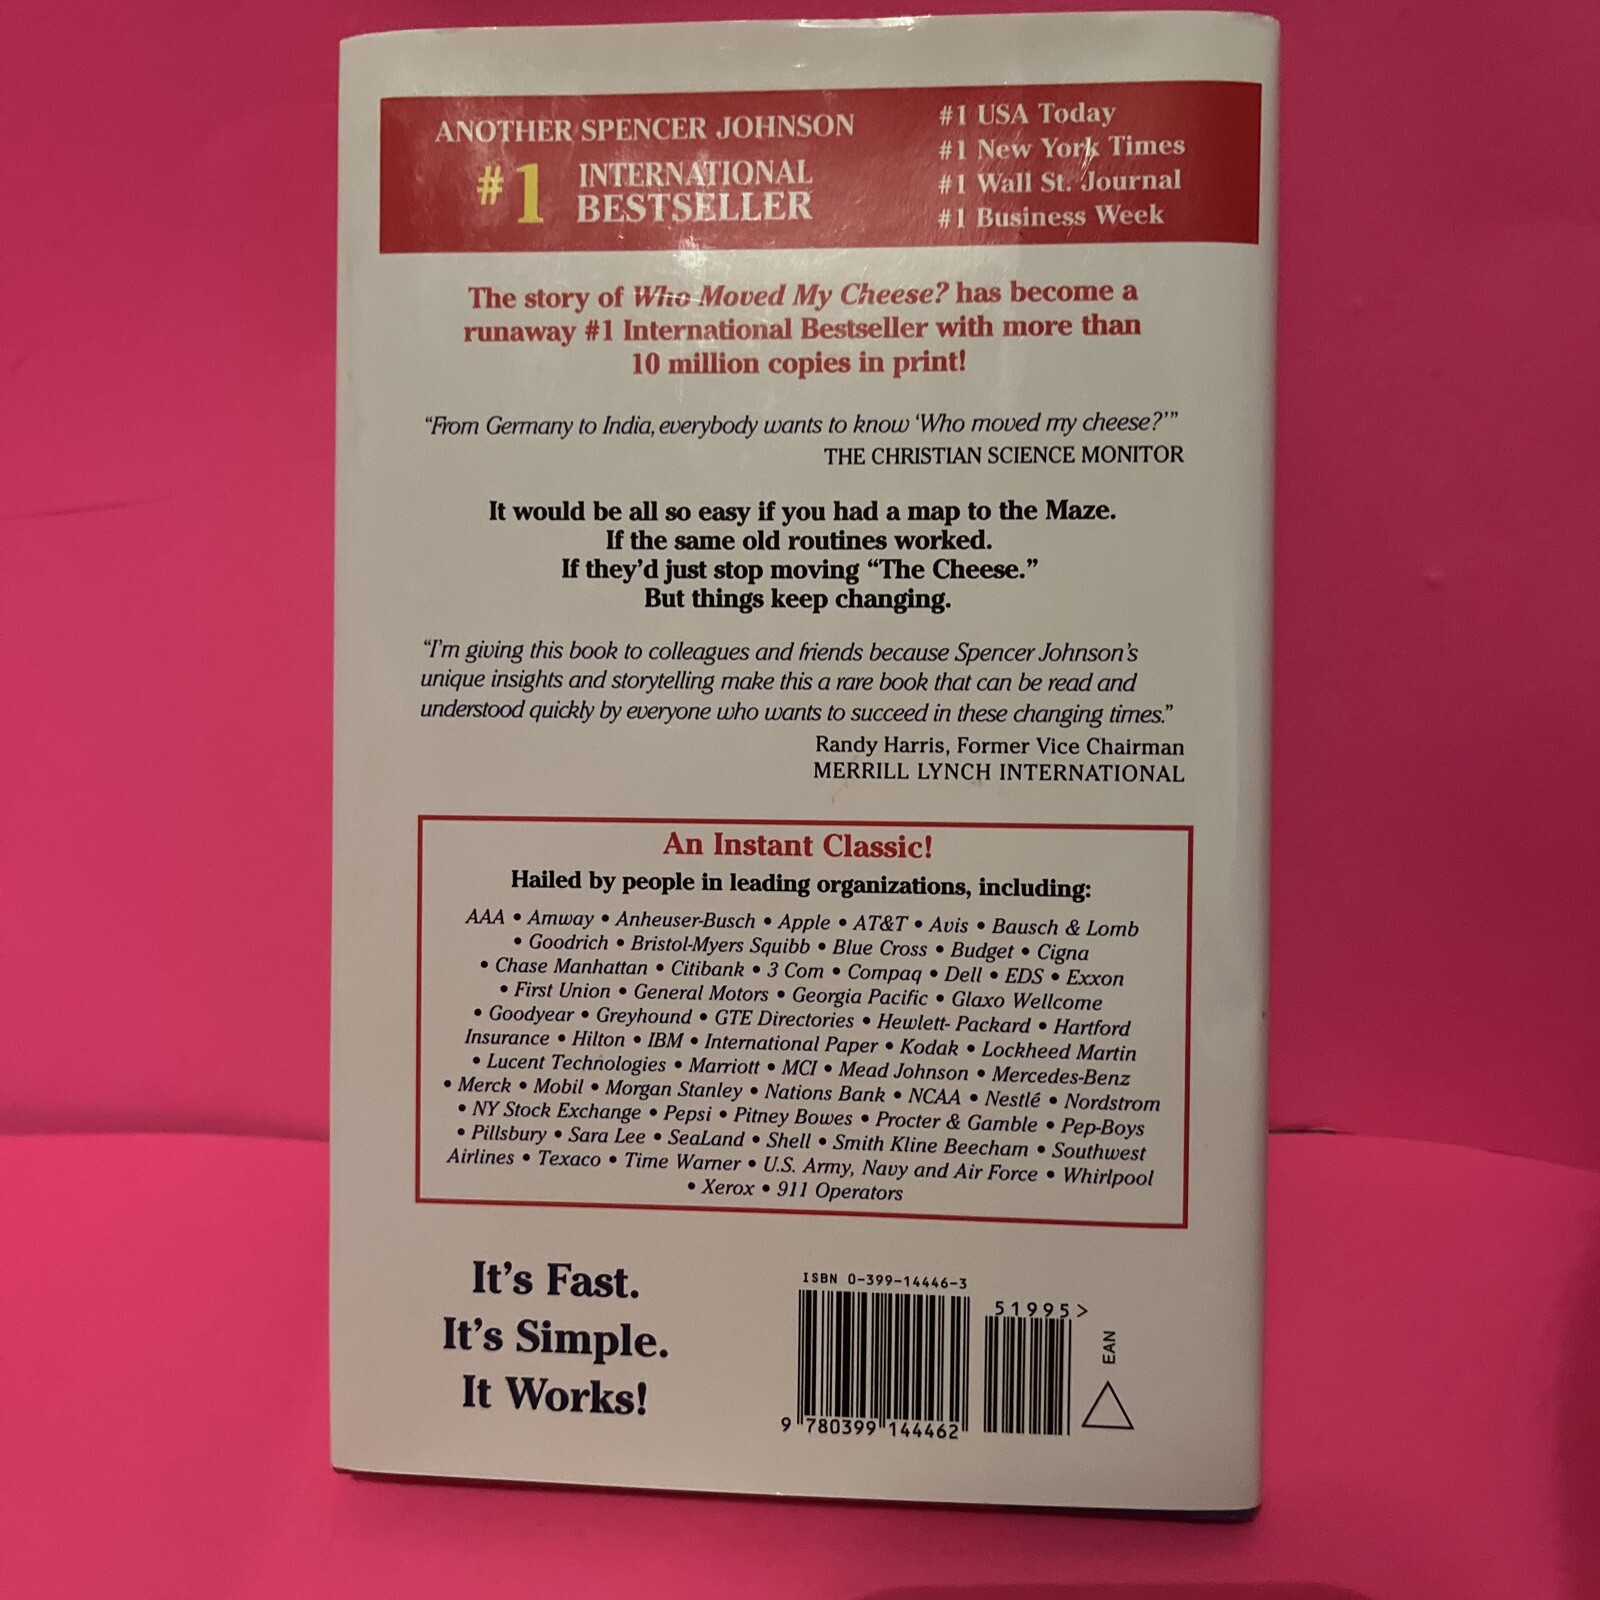 ANOTHER SPENCER JOHNSON
#1 INTERNATIONAL
BESTSELLER
#1 USA Today
#1 New York Times
#1 Wall St. Journal
#1 Business Week
The story of Who Moved My Cheese? has become a
runaway #1 International Bestseller with more than
10 million copies in print!
“From Germany to India, everybody wants to know ‘Who moved my cheese?’”
THE CHRISTIAN SCIENCE MONITOR
It would be all so easy if you had a map to the Maze.
If the same old routines worked.
If they’d just stop moving “The Cheese.”
But things keep changing.
“I’m giving this book to colleagues and friends because Spencer Johnson’s
unique insights and storytelling make this a rare book that can be read and
understood quickly by everyone who wants to succeed in these changing times.”
Randy Harris, Former Vice Chairman
MERRILL LYNCH INTERNATIONAL
An Instant Classic!
Hailed by people in leading organizations, including:
AAA • Amway • Anheuser-Busch • Apple • AT&T • Avis • Bausch & Lomb
• Goodrich • Bristol-Myers Squibb • Blue Cross • Budget • Cigna
• Chase Manhattan • Citibank • 3 Com • Compaq • Dell • EDS • Exxon
• First Union • General Motors • Georgia Pacific • Glaxo Wellcome
• Goodyear • Greyhound • GTE Directories • Hewlett- Packard • Hartford
Insurance • Hilton • IBM • International Paper • Kodak • Lockheed Martin
• Lucent Technologies • Marriott • MCI • Mead Johnson • Mercedes-Benz
• Merck • Mobil • Morgan Stanley • Nations Bank • NCAA • Nestlé • Nordstrom
• NY Stock Exchange • Pepsi • Pitney Bowes • Procter & Gamble • Pep-Boys
• Pillsbury • Sara Lee • SeaLand • Shell • Smith Kline Beecham • Southwest
Airlines • Texaco • Time Warner • U.S. Army, Navy and Air Force • Whirlpool
• Xerox • 911 Operators
It’s Fast.
It’s Simple.
It Works!
ISBN 0-399-14446-3
51995>
EAN
9 780399 144462